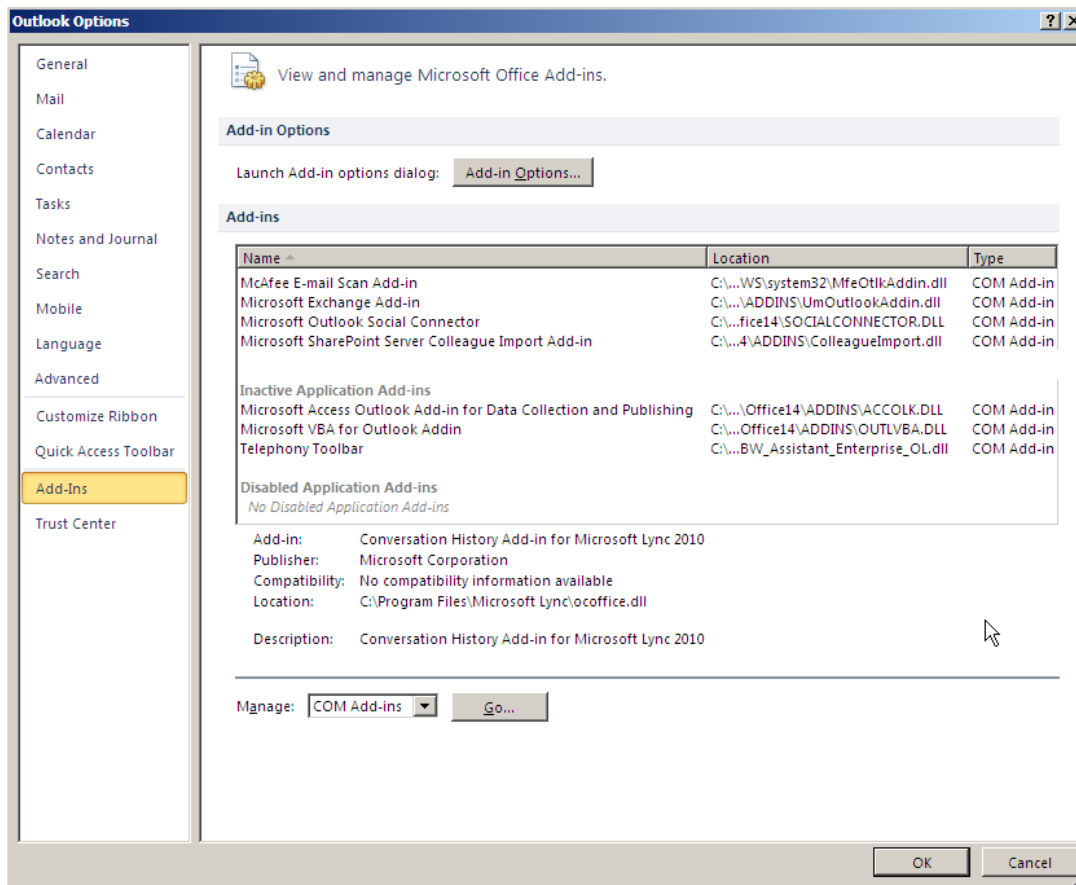 Outlook Options
General
Mail
Calendar
Contacts
Tasks
Notes and Journal
Search
Mobile
Language
Advanced
Customize Ribbon
Quick Access Toolbar
Add-Ins
Trust Center
View and manage Microsoft Office Add-ins.
Add-in Options
Launch Add-in options dialog: Add-in Options...
Add-ins
Name Location Type
McAfee E-mail Scan Add-in C:\...WS\system32\MfeOtlkAddin.dll COM Add-in
Microsoft Exchange Add-in C:\...\ADDINS\UmOutlookAddin.dll COM Add-in
Microsoft Outlook Social Connector C:\...fice14\SOCIALCONNECTOR.DLL COM Add-in
Microsoft SharePoint Server Colleague Import Add-in C:\...4\ADDINS\ColleagueImport.dll COM Add-in
Inactive Application Add-ins
Microsoft Access Outlook Add-in for Data Collection and Publishing C:\...\Office14\ADDINS\ACCOLK.DLL COM Add-in
Microsoft VBA for Outlook Addin C:\...Office14\ADDINS\OUTLVBA.DLL COM Add-in
Telephony Toolbar C:\...BW_Assistant_Enterprise_OL.dll COM Add-in
Disabled Application Add-ins
No Disabled Application Add-ins
Add-in: Conversation History Add-in for Microsoft Lync 2010
Publisher: Microsoft Corporation
Compatibility: No compatibility information available
Location: C:\Program Files\Microsoft Lync\ocoffice.dll
Description: Conversation History Add-in for Microsoft Lync 2010
Manage: COM Add-ins Go...
OK Cancel